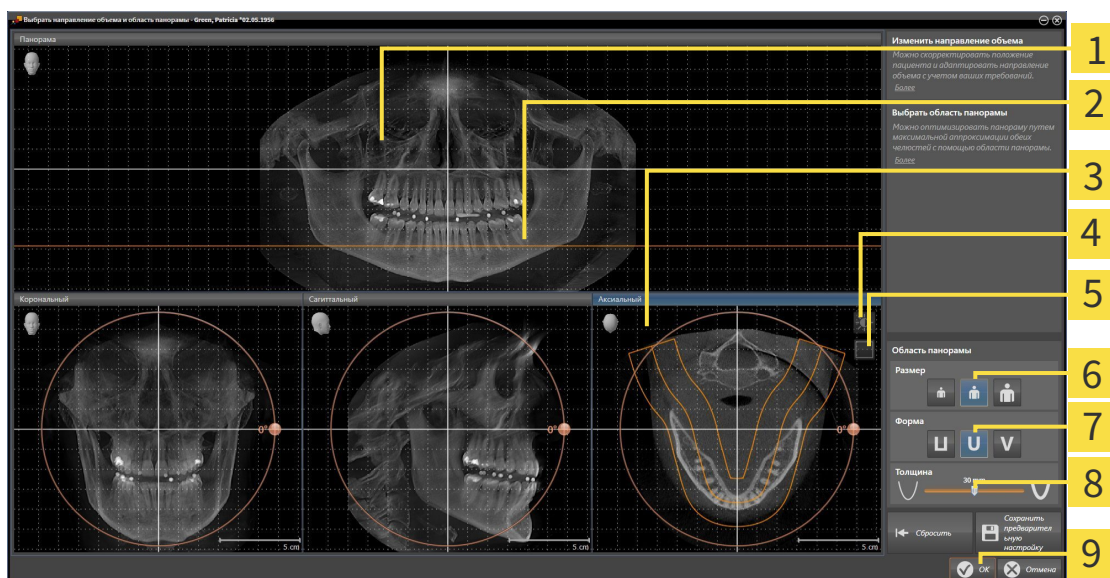 Выбрать направление объема и область панорамы - Green, Patricia *02.05.1956
Панорама
Изменить направление объема
Можно скорректировать положение
пациента и адаптировать направление
объема с учетом ваших требований.
Более
Выбрать область панорамы
Можно оптимизировать панораму путем
максимальной аппроксимации обеих
челюстей с помощью области панорамы.
Более
1
2
3
4
5
Корональный
Сагиттальный
Аксиальный
0°
0°
0°
5 cm
5 cm
5 cm
Область панорамы
Размер
6
Форма
U V
7
Толщина
30 mm
8
Сбросить
Сохранить
предварител
ьную
настройку
OK
Отмена
9